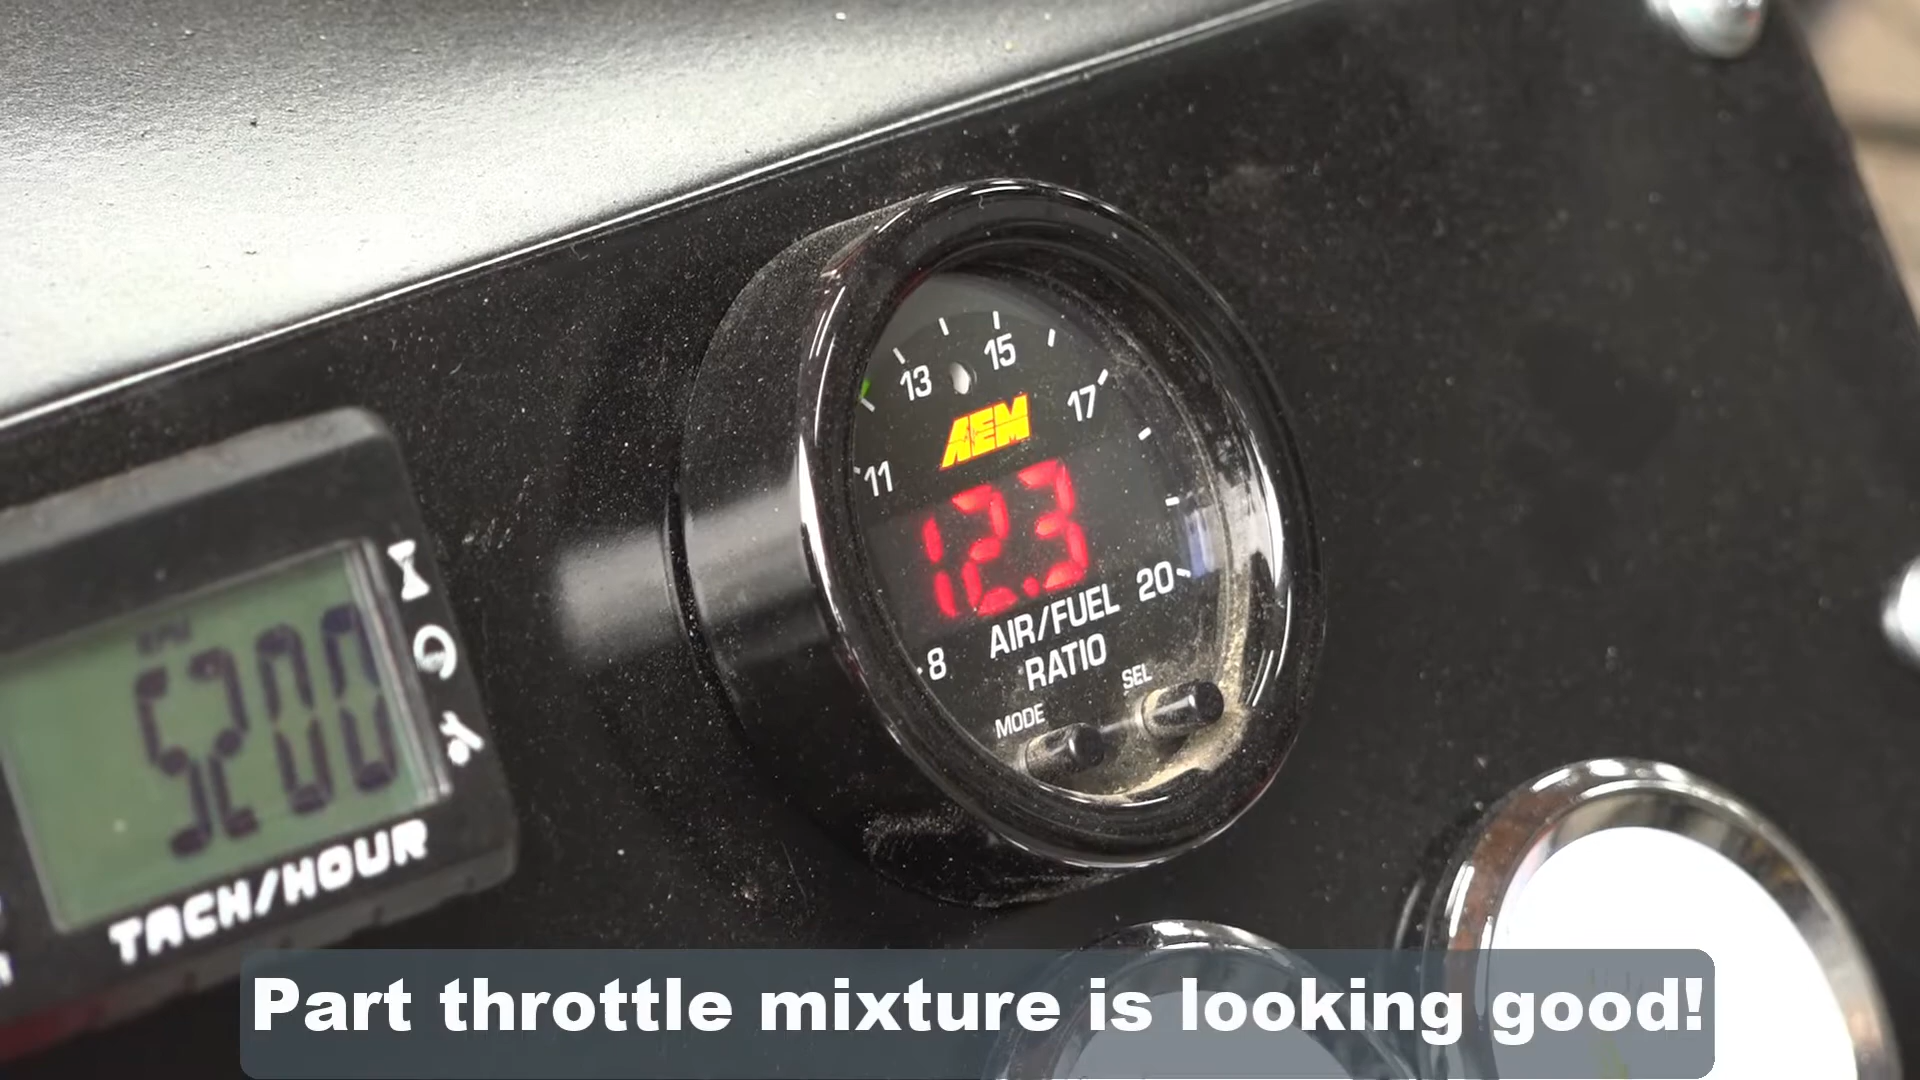 13
15
17
11
AEM
12.3
20
8
AIR/FUEL
RATIO
SEL
MODE
5200
TACH/HOUR
Part throttle mixture is looking good!